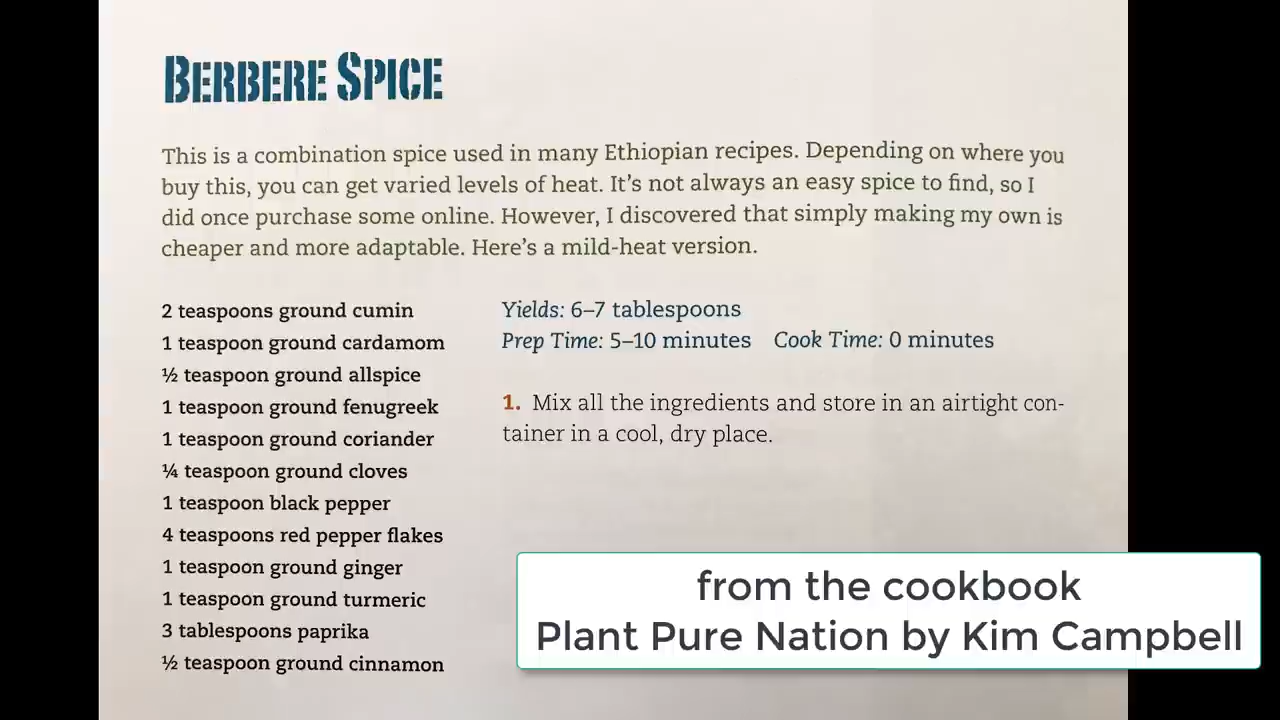 BERBERE SPICE
This is a combination spice used in many Ethiopian recipes. Depending on where you
buy this, you can get varied levels of heat. It's not always an easy spice to find, so I
did once purchase some online. However, I discovered that simply making my own is
cheaper and more adaptable. Here's a mild-heat version.
2 teaspoons ground cumin
1 teaspoon ground cardamom
½ teaspoon ground allspice
1 teaspoon ground fenugreek
1 teaspoon ground coriander
¼ teaspoon ground cloves
1 teaspoon black pepper
4 teaspoons red pepper flakes
1 teaspoon ground ginger
1 teaspoon ground turmeric
3 tablespoons paprika
½ teaspoon ground cinnamon
Yields: 6–7 tablespoons
Prep Time: 5–10 minutes Cook Time: 0 minutes
1. Mix all the ingredients and store in an airtight con-
tainer in a cool, dry place.
from the cookbook
Plant Pure Nation by Kim Campbell